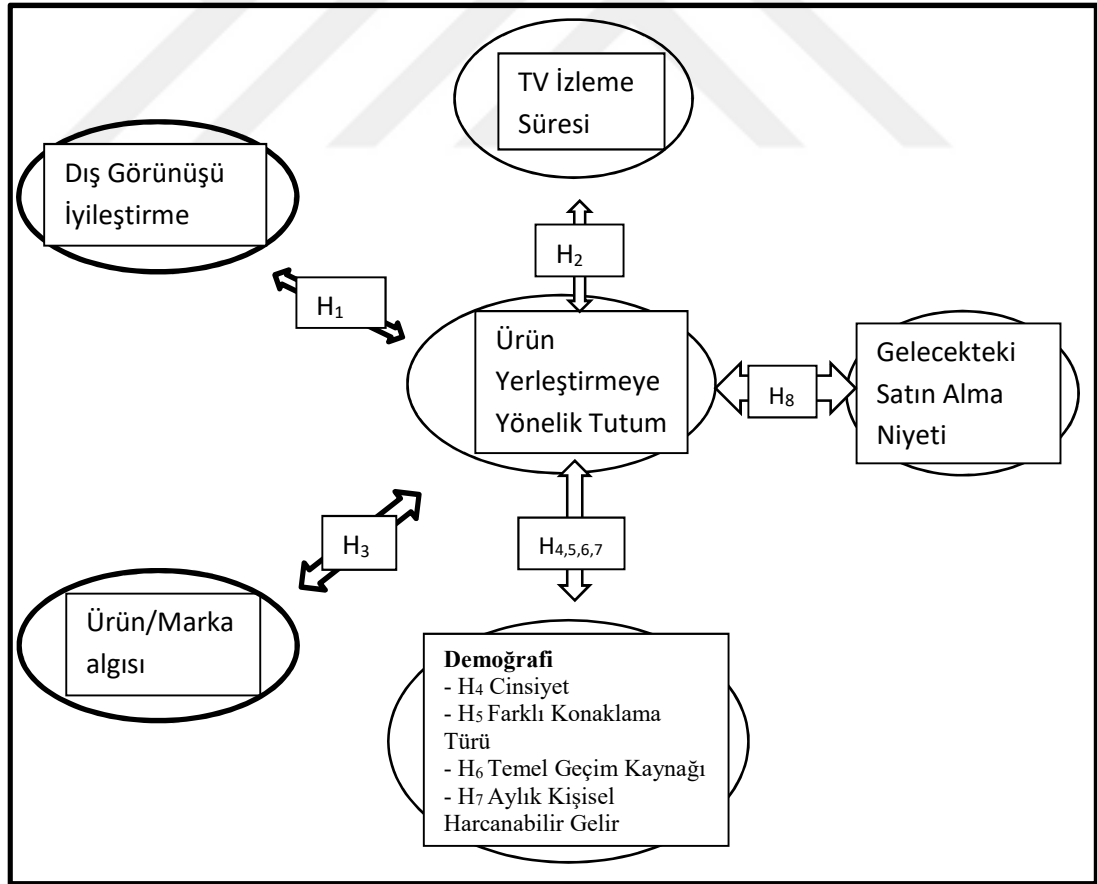 TV İzleme
Süresi
Dış Görünüşü
İyileştirme
H₂
H₁
Ürün
Yerleştirmeye
Yönelik Tutum
H₈
Gelecekteki
Satın Alma
Niyeti
H₃
H₄,₅,₆,₇
Ürün/Marka
algısı
Demoğrafi
- H₄ Cinsiyet
- H₅ Farklı Konaklama
Türü
- H₆ Temel Geçim Kaynağı
- H₇ Aylık Kişisel
Harcanabilir Gelir